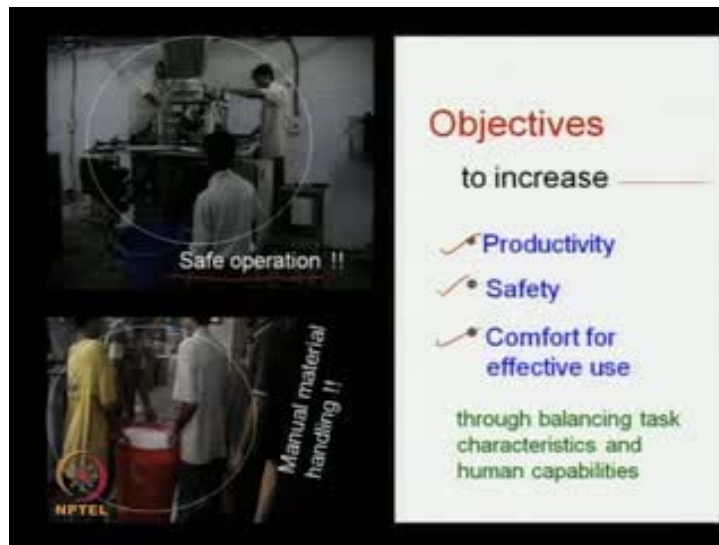 Safe operation !!
Manual material
handling !!
NPTEL
Objectives
to increase
Productivity
Safety
Comfort for
effective use
through balancing task
characteristics and
human capabilities